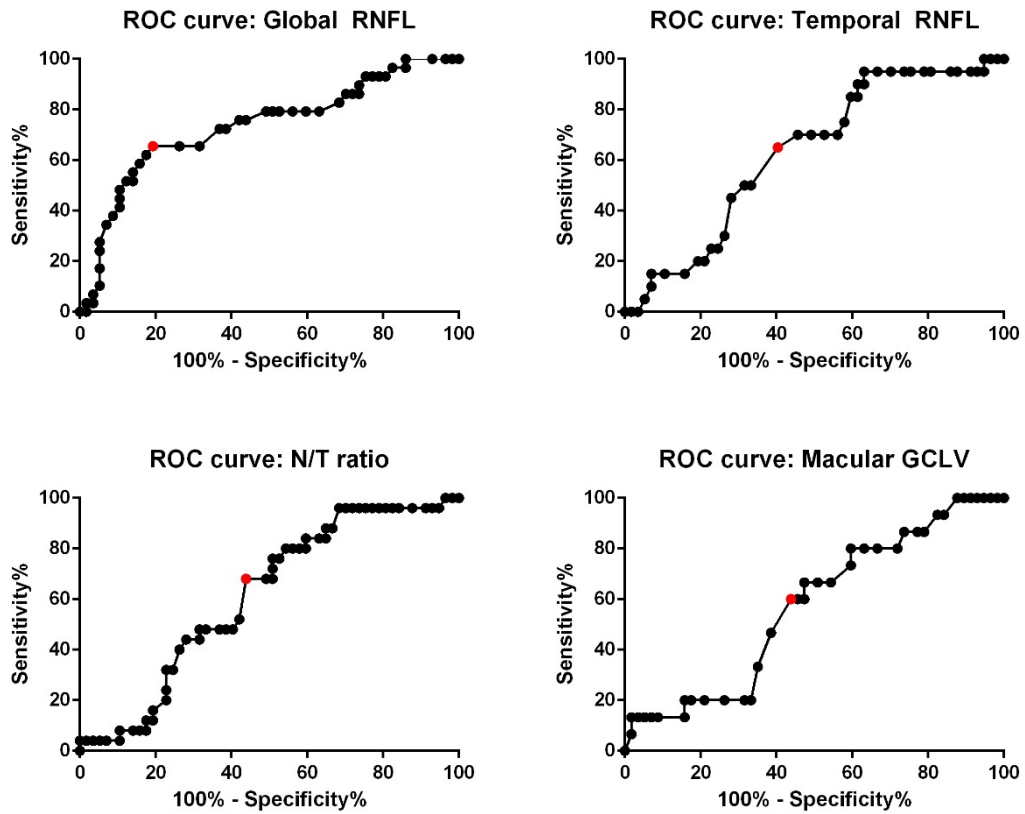 ROC curve: Global RNFL
Sensitivity%
100
80
60
40
20
0
0 20 40 60 80 100
100% - Specificity%
ROC curve: Temporal RNFL
Sensitivity%
100
80
60
40
20
0
0 20 40 60 80 100
100% - Specificity%
ROC curve: N/T ratio
Sensitivity%
100
80
60
40
20
0
0 20 40 60 80 100
100% - Specificity%
ROC curve: Macular GCLV
Sensitivity%
100
80
60
40
20
0
0 20 40 60 80 100
100% - Specificity%